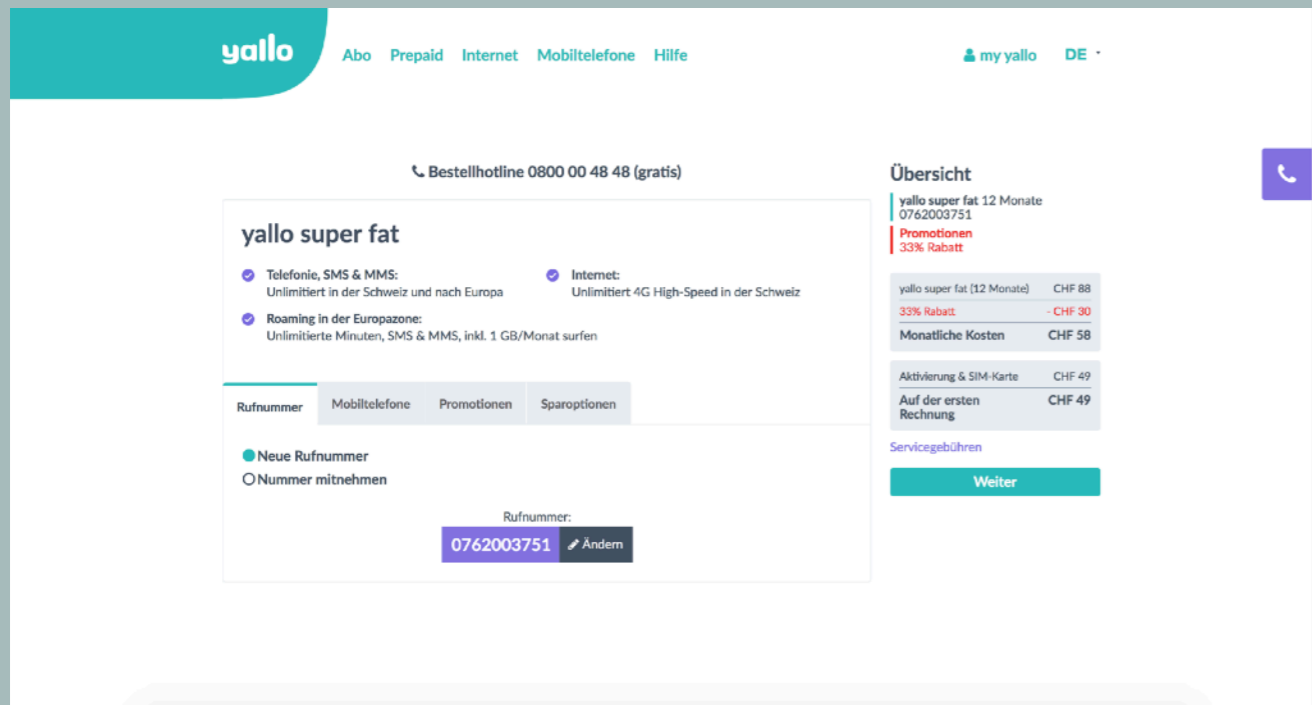 yallo
Abo Prepaid Internet Mobiltelefone Hilfe
my yallo DE
Bestellhotline 0800 00 48 48 (gratis)
yallo super fat
Telefonie, SMS & MMS:
Unlimitiert in der Schweiz und nach Europa
Internet:
Unlimitiert 4G High-Speed in der Schweiz
Roaming in der Europazone:
Unlimitierte Minuten, SMS & MMS, inkl. 1 GB/Monat surfen
Rufnummer Mobiltelefone Promotionen Sparoptionen
Neue Rufnummer
Nummer mitnehmen
Rufnummer:
0762003751 Ändern
Übersicht
yallo super fat 12 Monate
0762003751
Promotionen
33% Rabatt
yallo super fat (12 Monate) CHF 88
33% Rabatt - CHF 30
Monatliche Kosten CHF 58
Aktivierung & SIM-Karte CHF 49
Auf der ersten CHF 49
Rechnung
Servicegebühren
Weiter